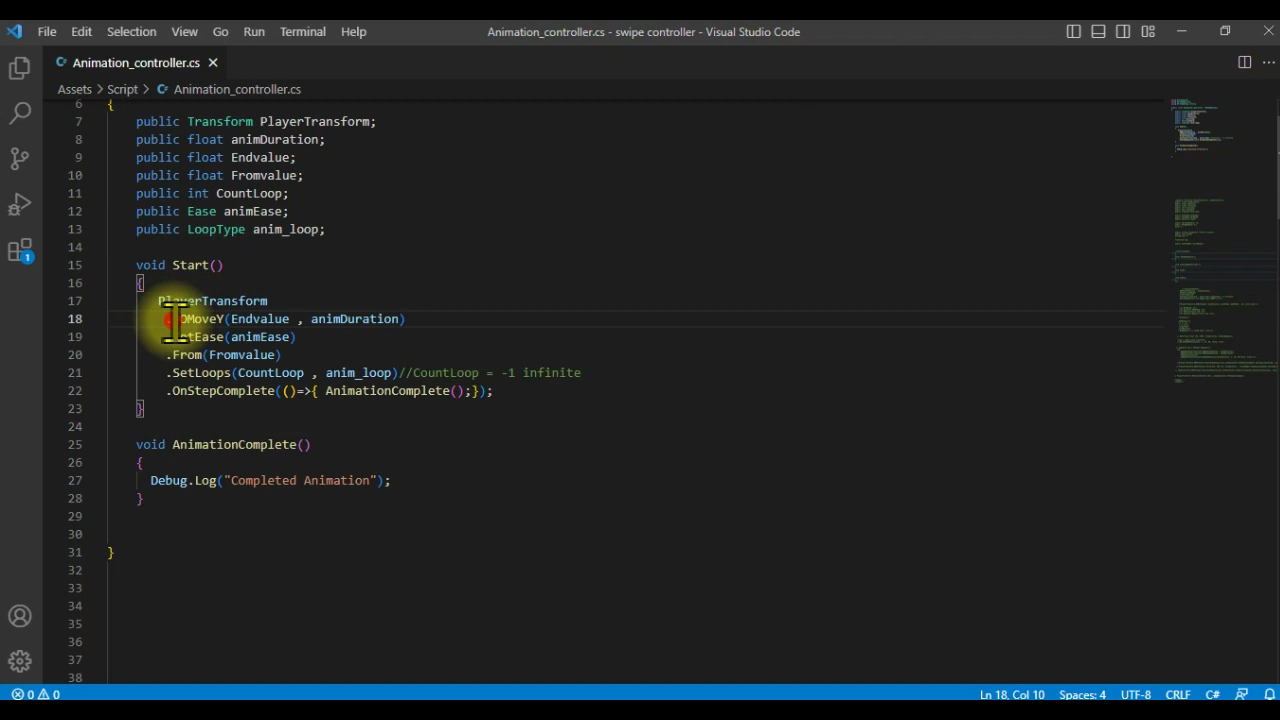 File Edit Selection View Go Run Terminal Help Animation_controller.cs - swipe controller - Visual Studio Code
Animation_controller.cs
Assets > Script > Animation_controller.cs
6 {
7 public Transform PlayerTransform;
8 public float animDuration;
9 public float Endvalue;
10 public float Fromvalue;
11 public int CountLoop;
12 public Ease animEase;
13 public LoopType anim_loop;
14
15 void Start()
16 {
17 PlayerTransform
18 .DOMoveY(Endvalue , animDuration)
19 .SetEase(animEase)
20 .From(Fromvalue)
21 .SetLoops(CountLoop , anim_loop)//CountLoop = -1 infinite
22 .OnStepComplete(()=>{ AnimationComplete();});
23 }
24
25 void AnimationComplete()
26 {
27 Debug.Log("Completed Animation");
28 }
29
30
31 }
32
33
34
35
36
37
38
1
0 0 Ln 18, Col 10 Spaces: 4 UTF-8 CRLF C#